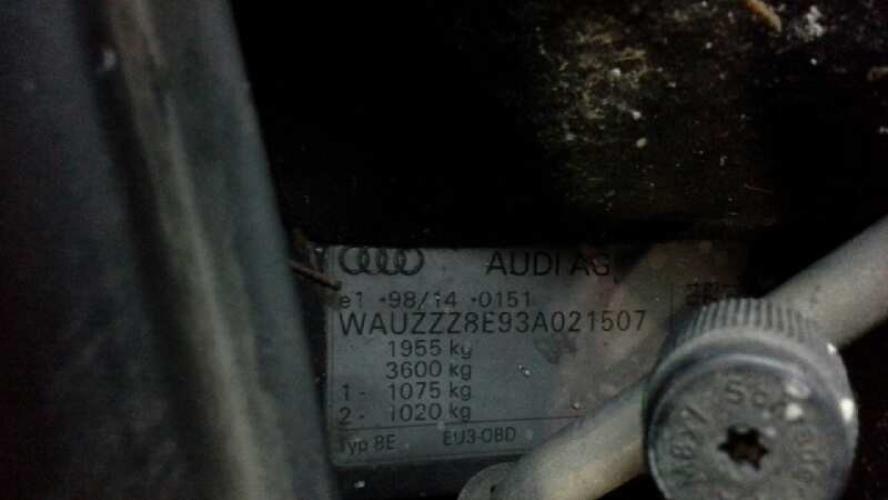 AUDI AG
e1 *98/14 *0151
WAUZZZ8E93A021507
1955 kg
3600 kg
1- 1075 kg
2- 1020 kg
Typ 8E EU3-OBD
M8x7